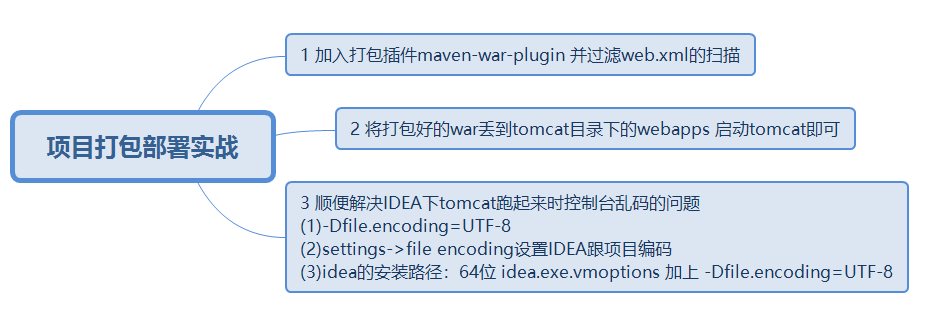 1 加入打包插件maven-war-plugin 并过滤web.xml的扫描
项目打包部署实战
2 将打包好的war丢到tomcat目录下的webapps 启动tomcat即可
3 顺便解决IDEA下tomcat跑起来时控制台乱码的问题
(1)-Dfile.encoding=UTF-8
(2)settings->file encoding设置IDEA跟项目编码
(3)idea的安装路径：64位 idea.exe.vmoptions 加上 -Dfile.encoding=UTF-8